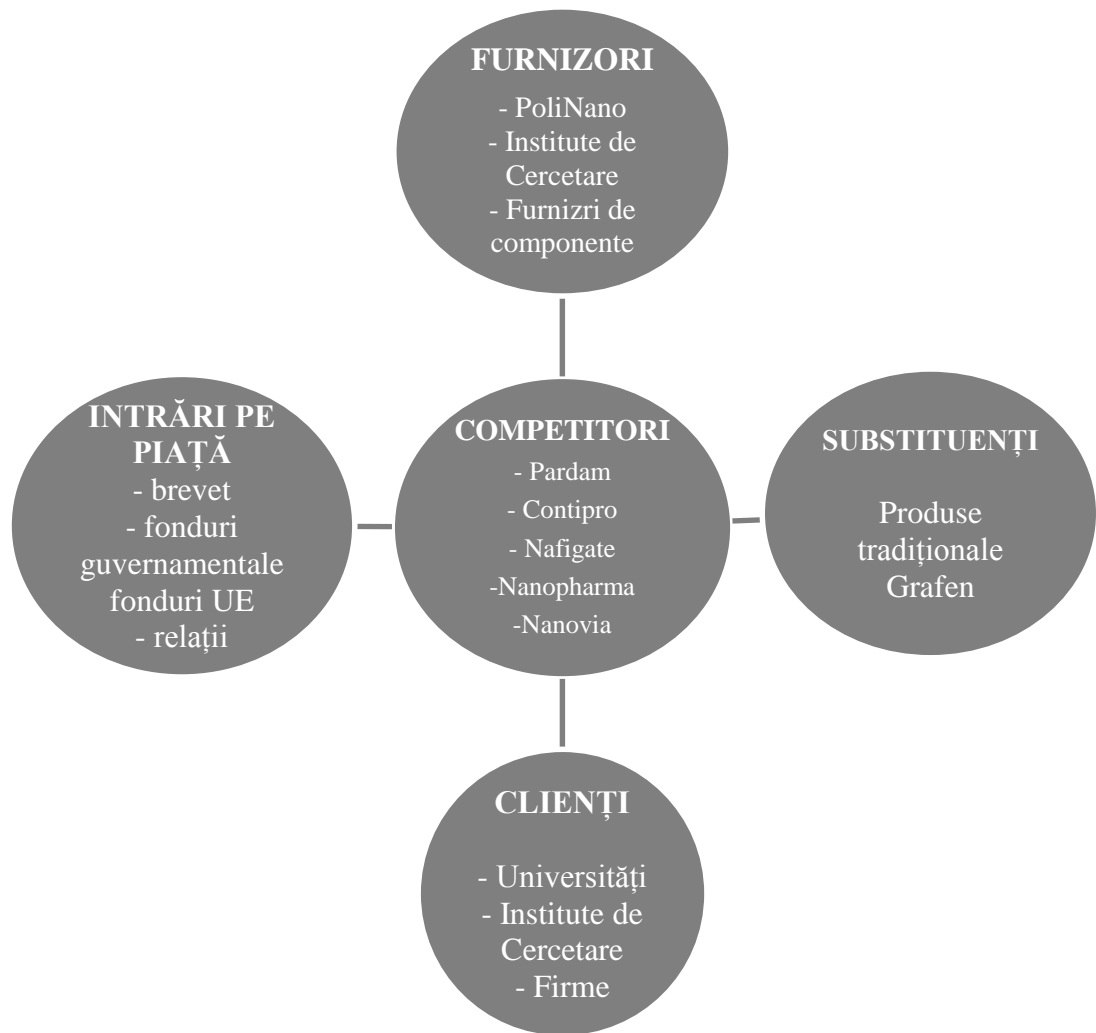 FURNIZORI
- PoliNano
- Institute de
Cercetare
- Furnizri de
componente
INTRĂRI PE
PIAȚĂ
- brevet
- fonduri
guvernamentale
fonduri UE
- relații
COMPETITORI
- Pardam
- Contipro
- Nafigate
-Nanopharma
-Nanovia
SUBSTITUENȚI
Produse
tradiționale
Grafen
CLIENȚI
- Universități
- Institute de
Cercetare
- Firme